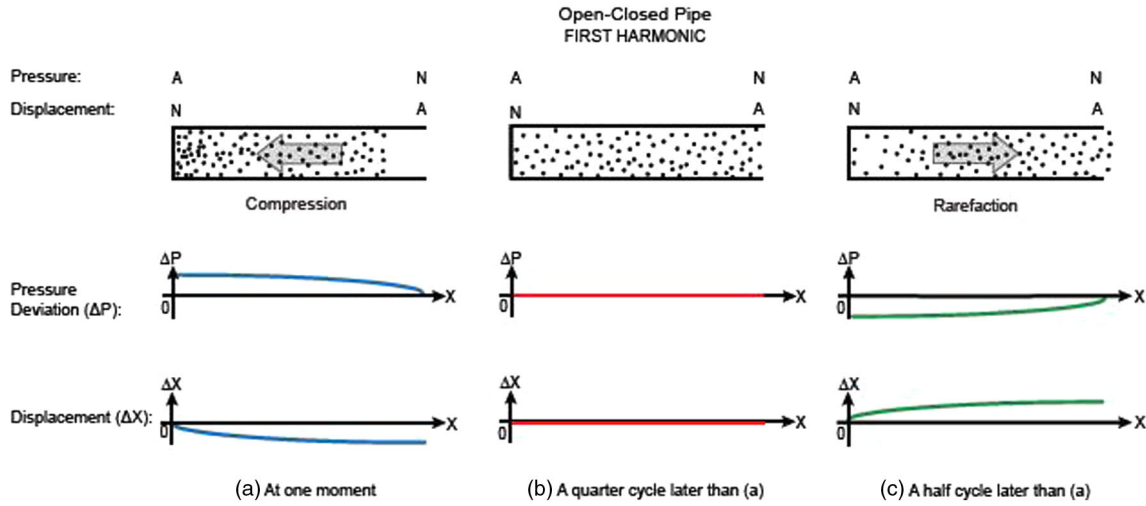 Open-Closed Pipe
FIRST HARMONIC
Pressure: A N A N A N
Displacement: N A N A N A
Compression
Rarefaction
ΔP ΔP ΔP
Pressure
Deviation (ΔP):
0 X 0 X 0 X
ΔX ΔX ΔX
Displacement (ΔX):
0 X 0 X 0 X
(a) At one moment
(b) A quarter cycle later than (a)
(c) A half cycle later than (a)